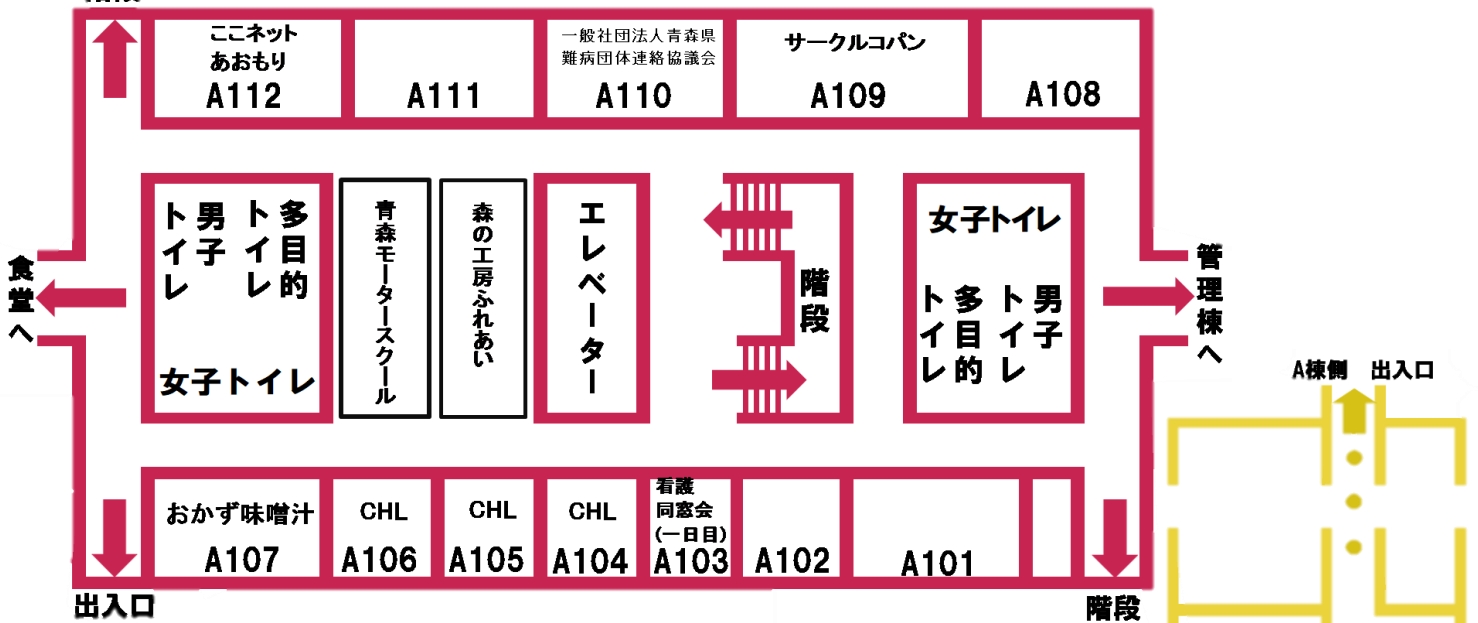 階段
ここネット
あおもり
A112
A111
一般社団法人青森県
難病団体連絡協議会
A110
サークルコパン
A109
A108
男子
トイレ
多目的
トイレ
女子トイレ
青森モータースクール
森の工房ふれあい
エレベーター
階段
女子トイレ
男子
トイレ
多目的
トイレ
食堂へ
管理棟へ
おかず味噌汁
A107
CHL
A106
CHL
A105
CHL
A104
看護
同窓会
(一日目)
A103
A102
A101
出入口
階段
A棟側 出入口